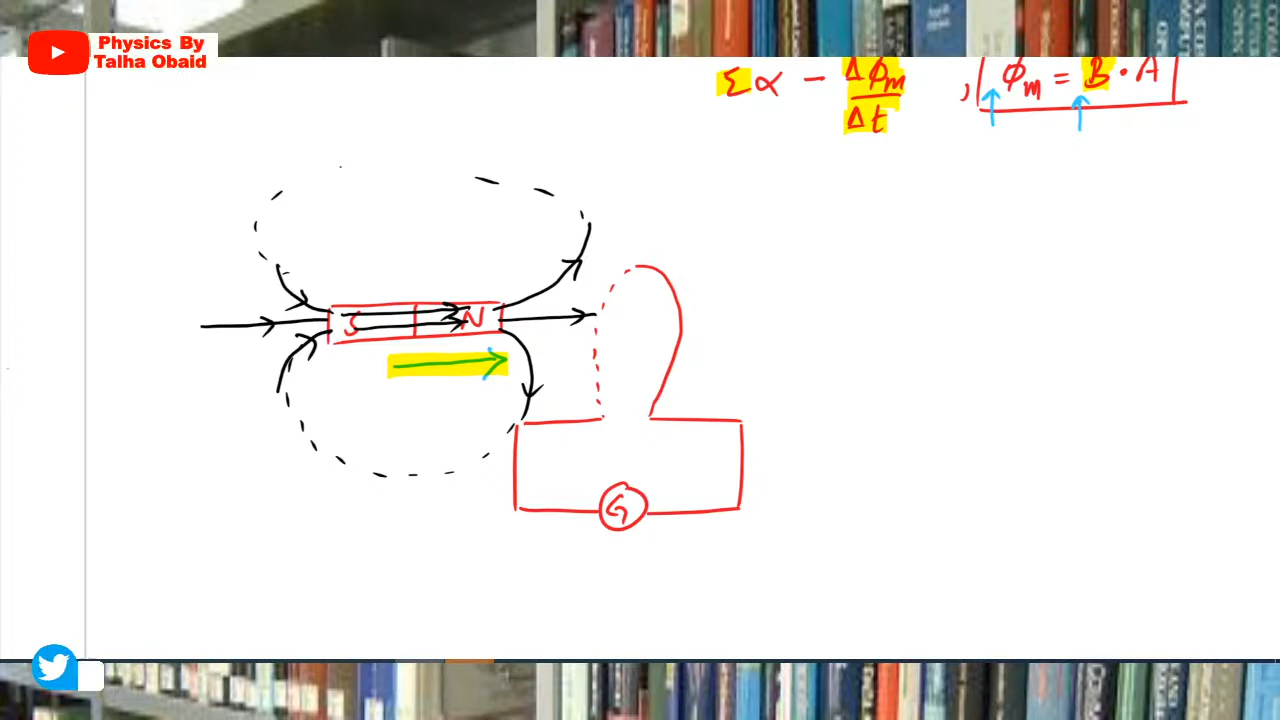 Physics By
Talha Obaid
Σ α - Δϕm / Δt , ϕm = B · A
S N
G